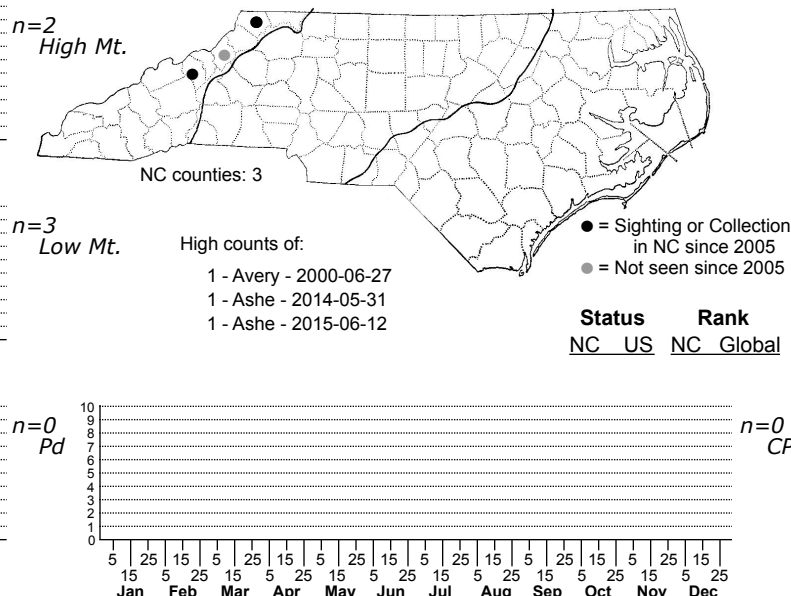 n=2
High Mt.
NC counties: 3
n=3
Low Mt.
High counts of:
1 - Avery - 2000-06-27
1 - Ashe - 2014-05-31
1 - Ashe - 2015-06-12
● = Sighting or Collection
in NC since 2005
● = Not seen since 2005
Status Rank
NC US NC Global
n=0
Pd
10
9
8
7
6
5
4
3
2
1
0
n=0
CP
5 25 15 5 25 15 5 25 15 5 25 15 5 25 15 5 25 15
15 5 25 15 5 25 15 5 25 15 5 25 15 5 25 15 5 25
Jan Feb Mar Apr May Jun Jul Aug Sep Oct Nov Dec